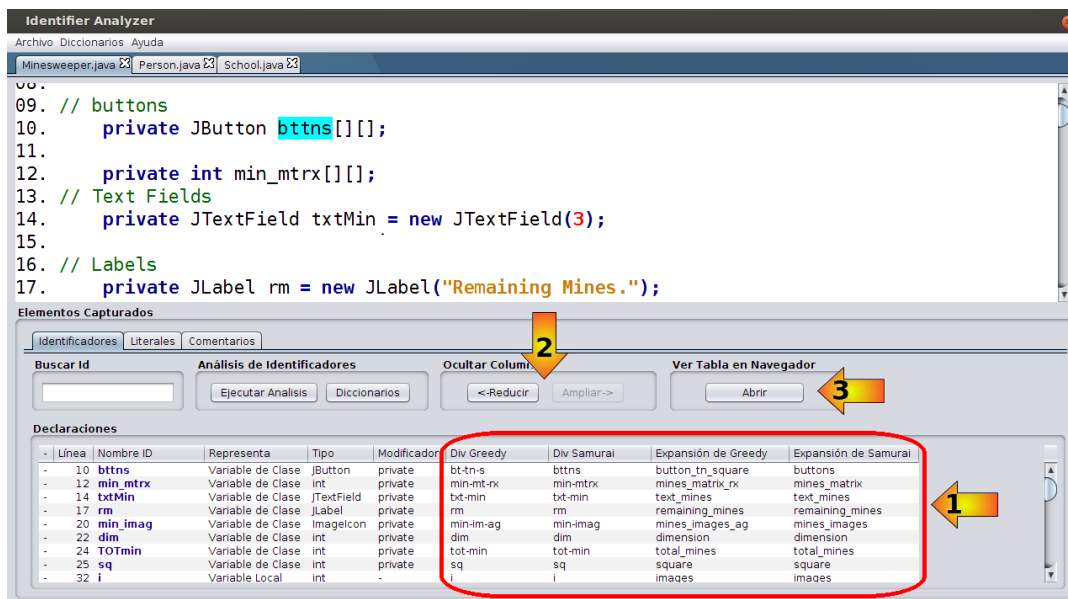 Identifier Analyzer
Archivo Diccionarios Ayuda
Minesweeper.java Person.java School.java
09. // buttons
10. private JButton bttns[][];
11.
12. private int min_mtrx[][];
13. // Text Fields
14. private JTextField txtMin = new JTextField(3);
15.
16. // Labels
17. private JLabel rm = new JLabel("Remaining Mines.");
Elementos Capturados
Identificadores Literales Comentarios
2
Buscar Id Análisis de Identificadores Ocultar Ver Tabla en Navegador
Ejecutar Analisis Diccionarios <-Reducir Ampliar-> Abrir 3
Declaraciones
- Línea Nombre ID Representa Tipo Modificador Div Greedy Div Samurai Expansión de Greedy Expansión de Samurai
- 10 bttns Variable de Clase JButton private bt-tn-s bttns button_tn_square buttons
- 12 min_mtrx Variable de Clase int private min-mt-rx min-mtrx mines_matrix_rx mines_matrix
- 14 txtMin Variable de Clase JTextField private txt-min txt-min text_mines text_mines
- 17 rm Variable de Clase JLabel private rm rm remaining_mines remaining_mines
1
- 20 min_imag Variable de Clase ImageIcon private min-im-ag min-imag mines_images_ag mines_images
- 22 dim Variable de Clase int private dim dim dimension dimension
- 24 TOTmin Variable de Clase int private tot-min tot-min total_mines total_mines
- 25 sq Variable de Clase int private sq sq square square
- 32 i Variable Local int - i i images images